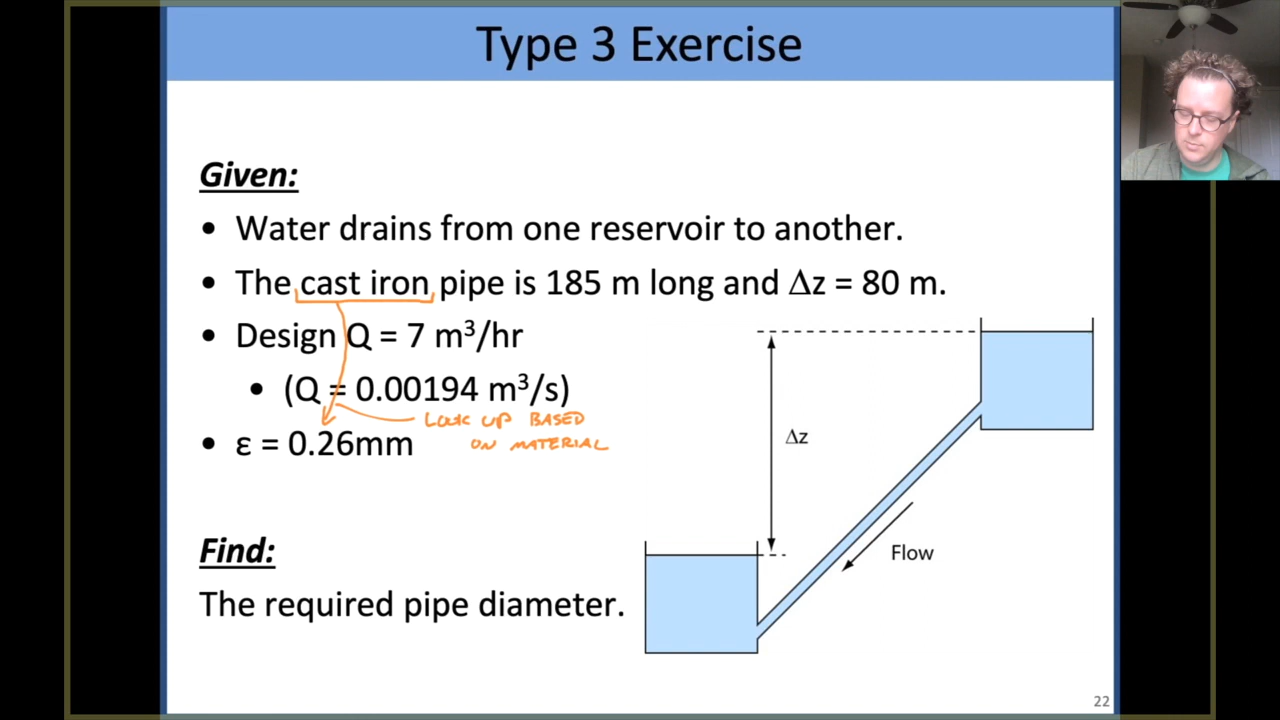 Type 3 Exercise
Given:
• Water drains from one reservoir to another.
• The cast iron pipe is 185 m long and Δz = 80 m.
• Design Q = 7 m³/hr
• (Q = 0.00194 m³/s)
LOOK UP BASED
ON MATERIAL
• ε = 0.26mm
Δz
Flow
Find:
The required pipe diameter.
22